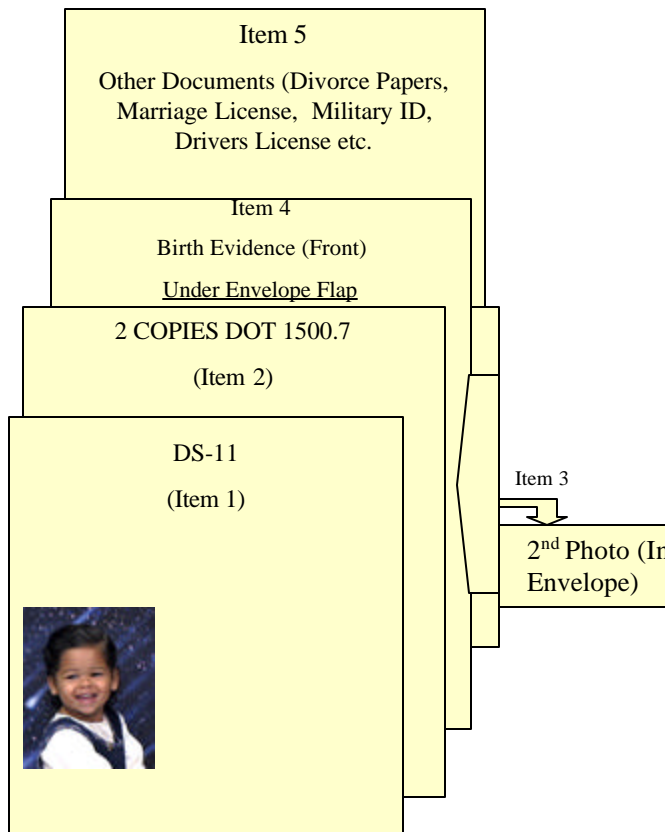 Item 5
Other Documents (Divorce Papers,
Marriage License, Military ID,
Drivers License etc.
Item 4
Birth Evidence (Front)
Under Envelope Flap
2 COPIES DOT 1500.7
(Item 2)
DS-11
(Item 1)
Item 3
2nd Photo (In
Envelope)